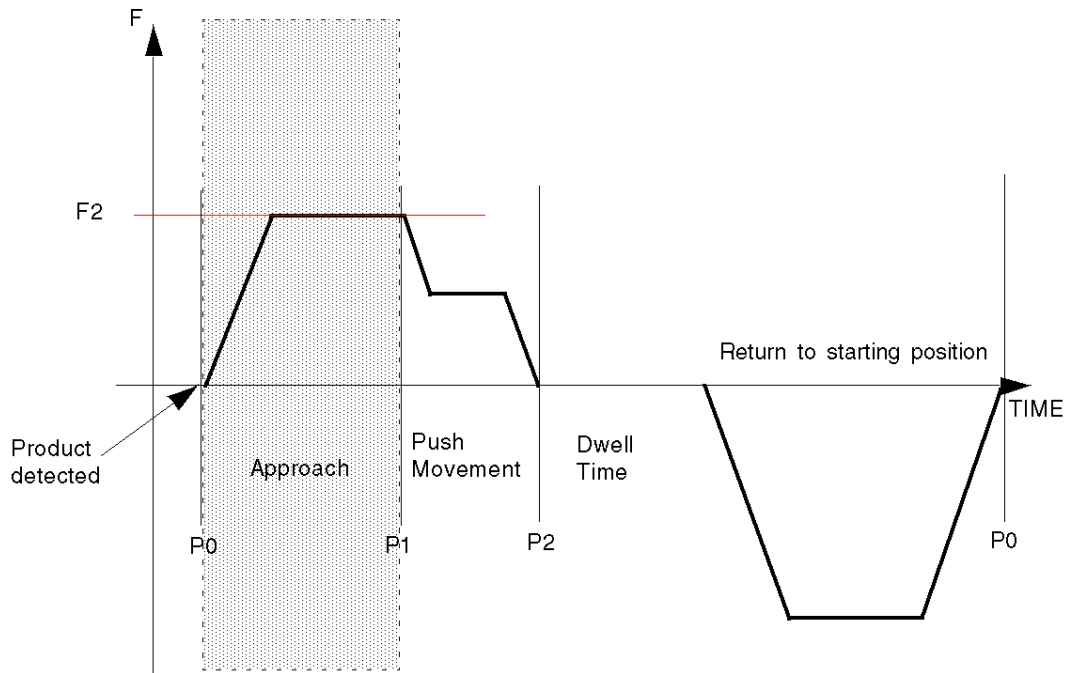 F
F2
Return to starting position
TIME
Product
detected
Approach
Push
Movement
Dwell
Time
P0
P1
P2
P0